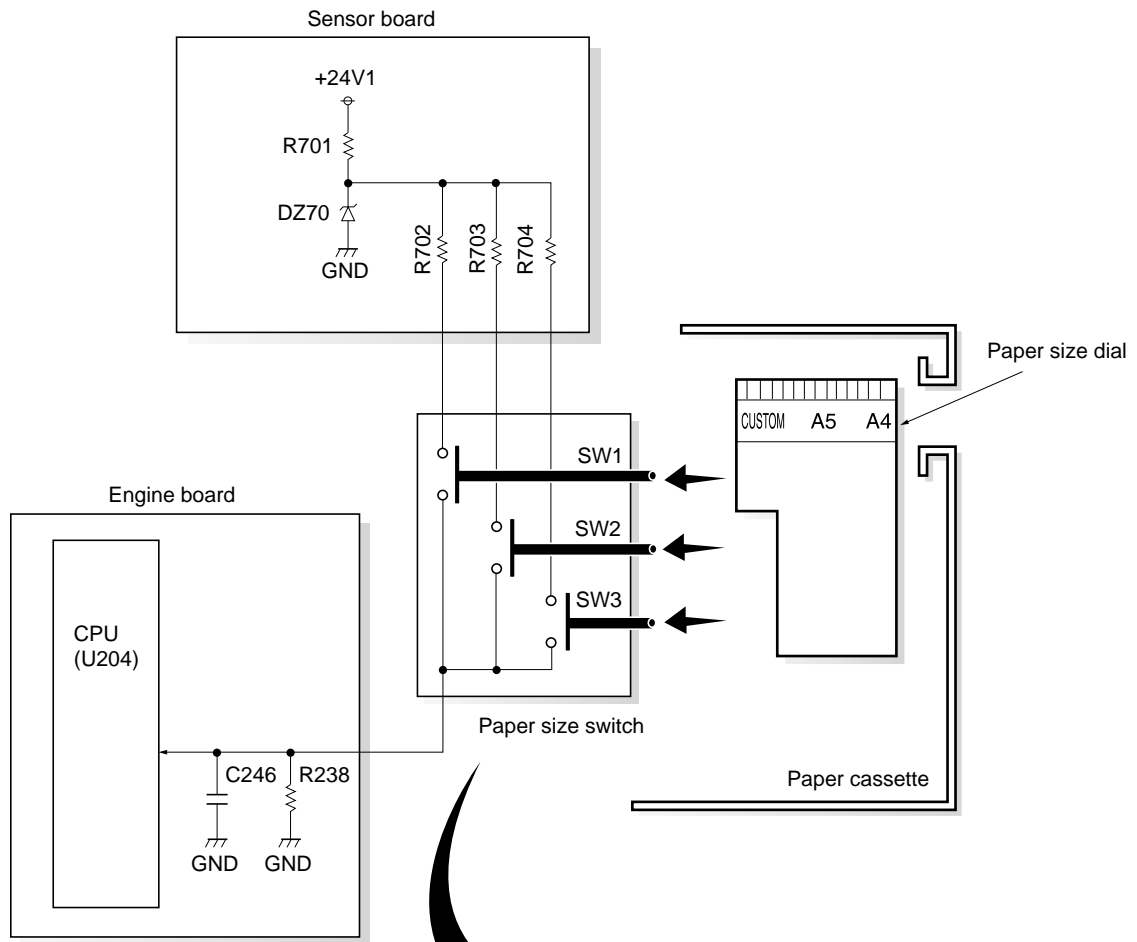 Sensor board
+24V1
R701
DZ70
GND
R702
R703
R704
Paper size dial
CUSTOM A5 A4
SW1
SW2
SW3
Engine board
CPU
(U204)
Paper size switch
C246 R238
GND GND
Paper cassette